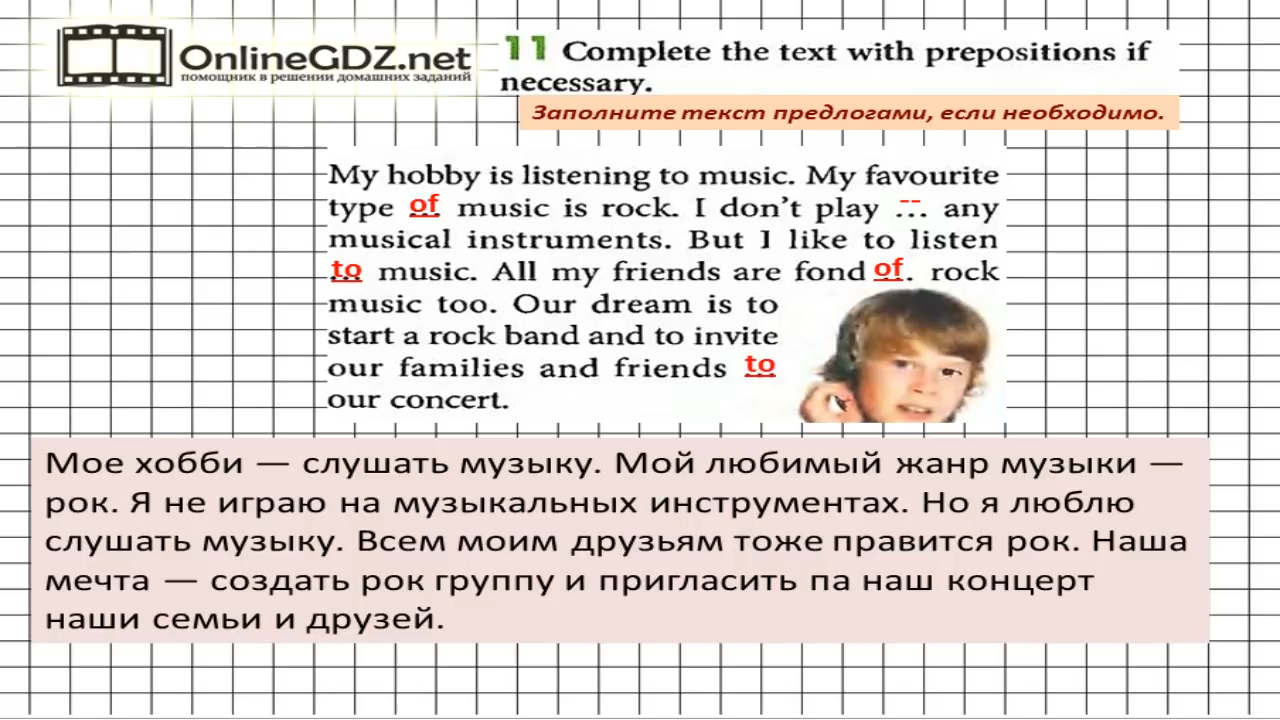 OnlineGDZ.net
помощник в решении домашних заданий
11 Complete the text with prepositions if
necessary.
Заполните текст предлогами, если необходимо.
My hobby is listening to music. My favourite
type of music is rock. I don't play -- ... any
musical instruments. But I like to listen
to music. All my friends are fond of . rock
music too. Our dream is to
start a rock band and to invite
our families and friends to
our concert.
Мое хобби — слушать музыку. Мой любимый жанр музыки —
рок. Я не играю на музыкальных инструментах. Но я люблю
слушать музыку. Всем моим друзьям тоже правится рок. Наша
мечта — создать рок группу и пригласить па наш концерт
наши семьи и друзей.